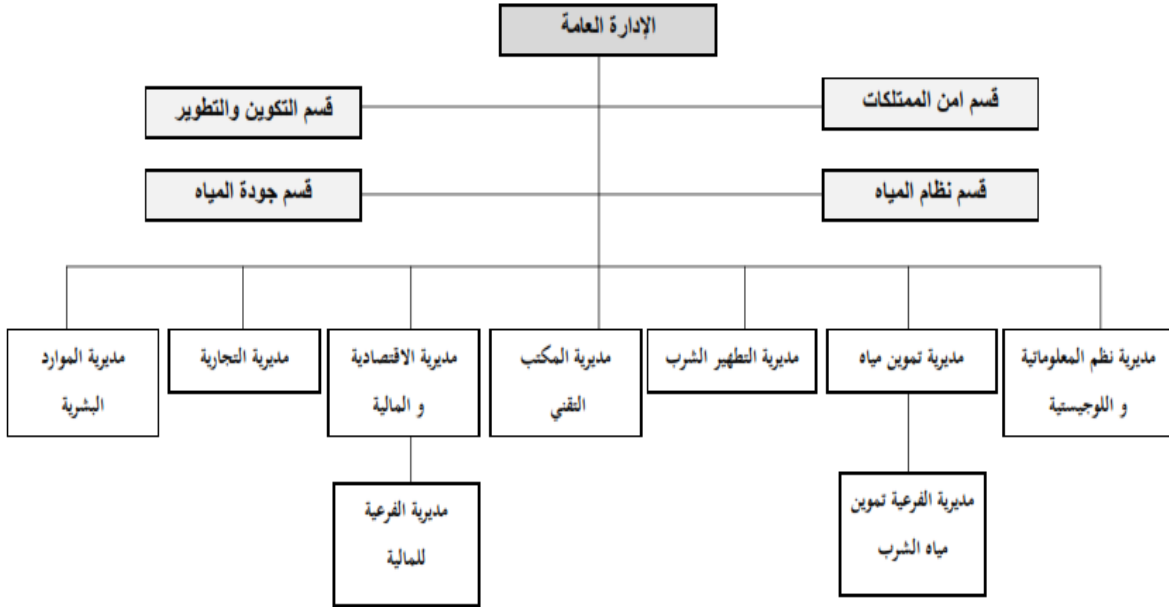 الإدارة العامة
قسم امن الممتلكات
قسم التكوين والتطوير
قسم نظام المياه
قسم جودة المياه
مديرية نظم المعلوماتية
و اللوجيستية
مديرية تموين مياه
مديرية التطهير الشرب
مديرية المكتب
التقني
مديرية الاقتصادية
و المالية
مديرية التجارية
مديرية الموارد
البشرية
مديرية الفرعية تموين
مياه الشرب
مديرية الفرعية
للمالية